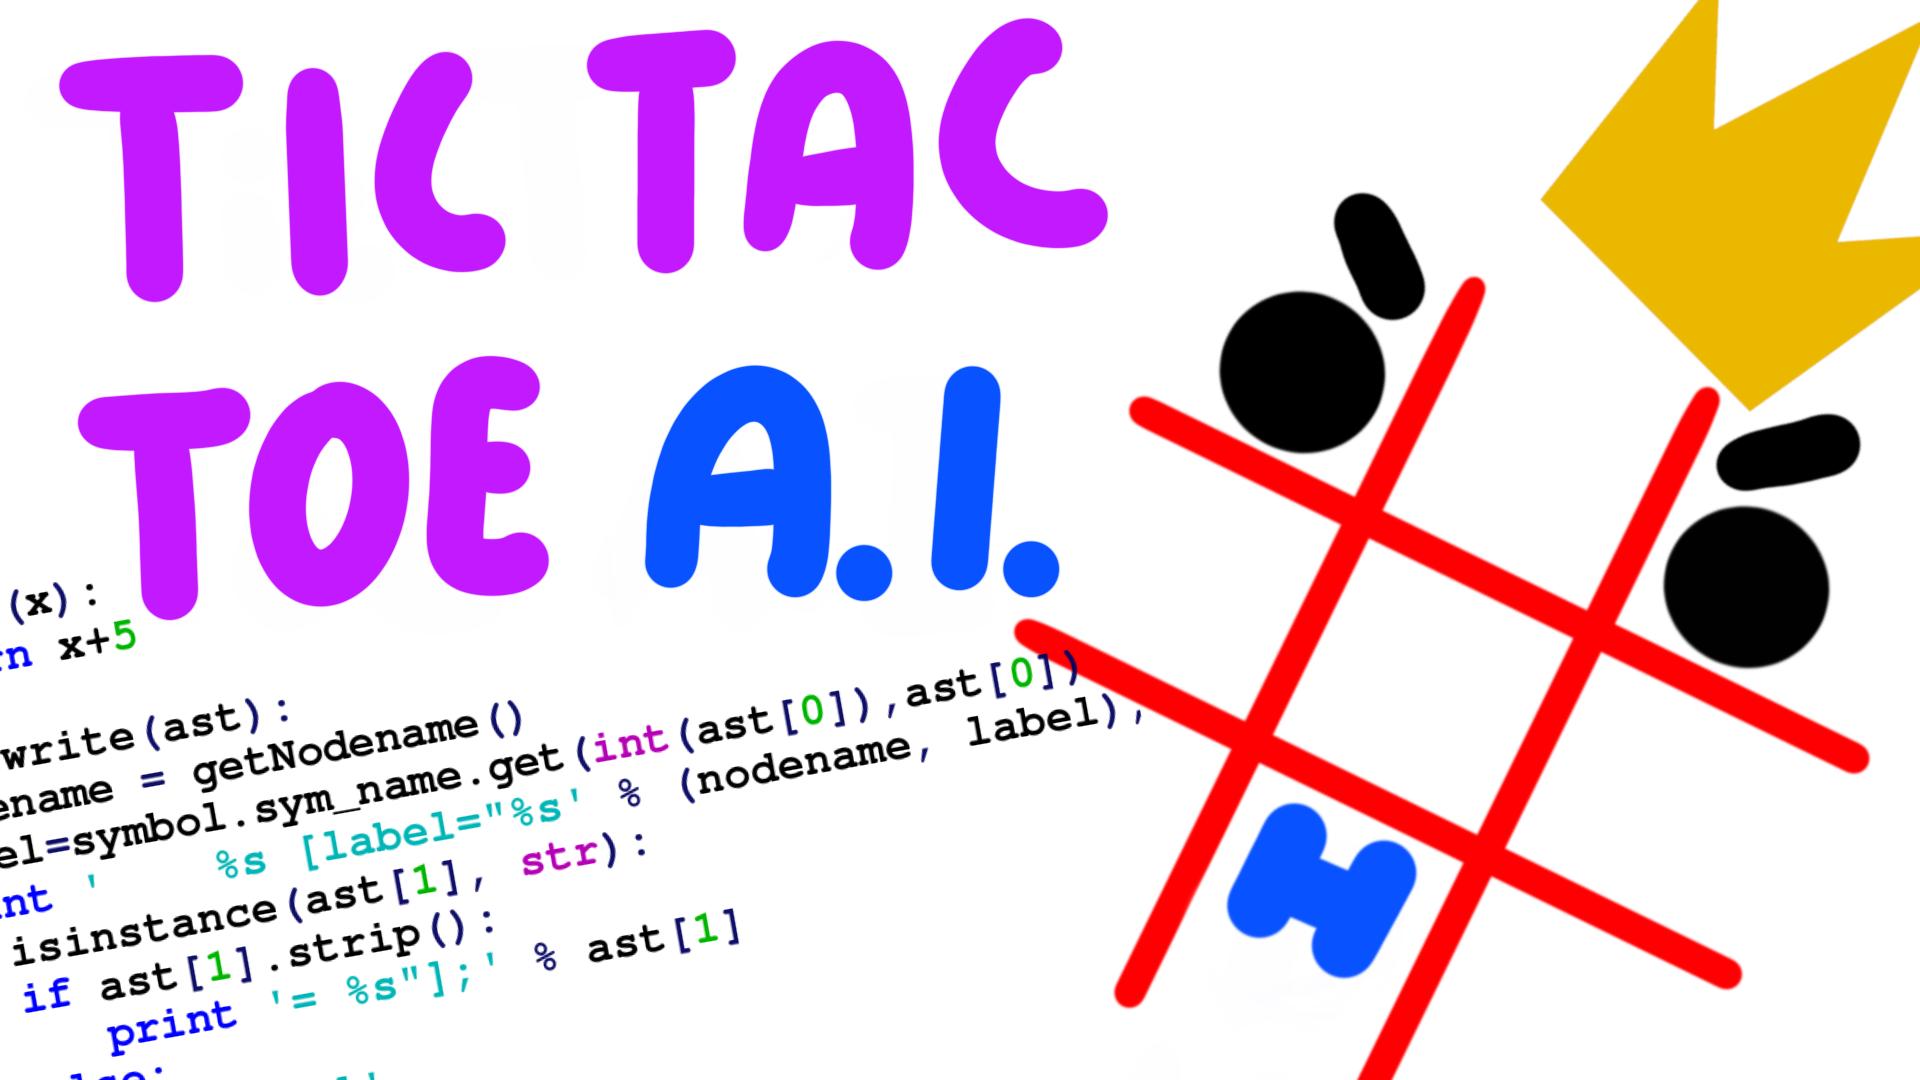 TIC TAC
TOE A.I.
(x):
rn x+5
write(ast):
ename = getNodename()
el=symbol.sym_name.get(int(ast[0]),ast[0])
nt '    %s [label="%s' % (nodename, label),
isinstance(ast[1], str):
if ast[1].strip():
print '= %s"];' % ast[1]
lse: